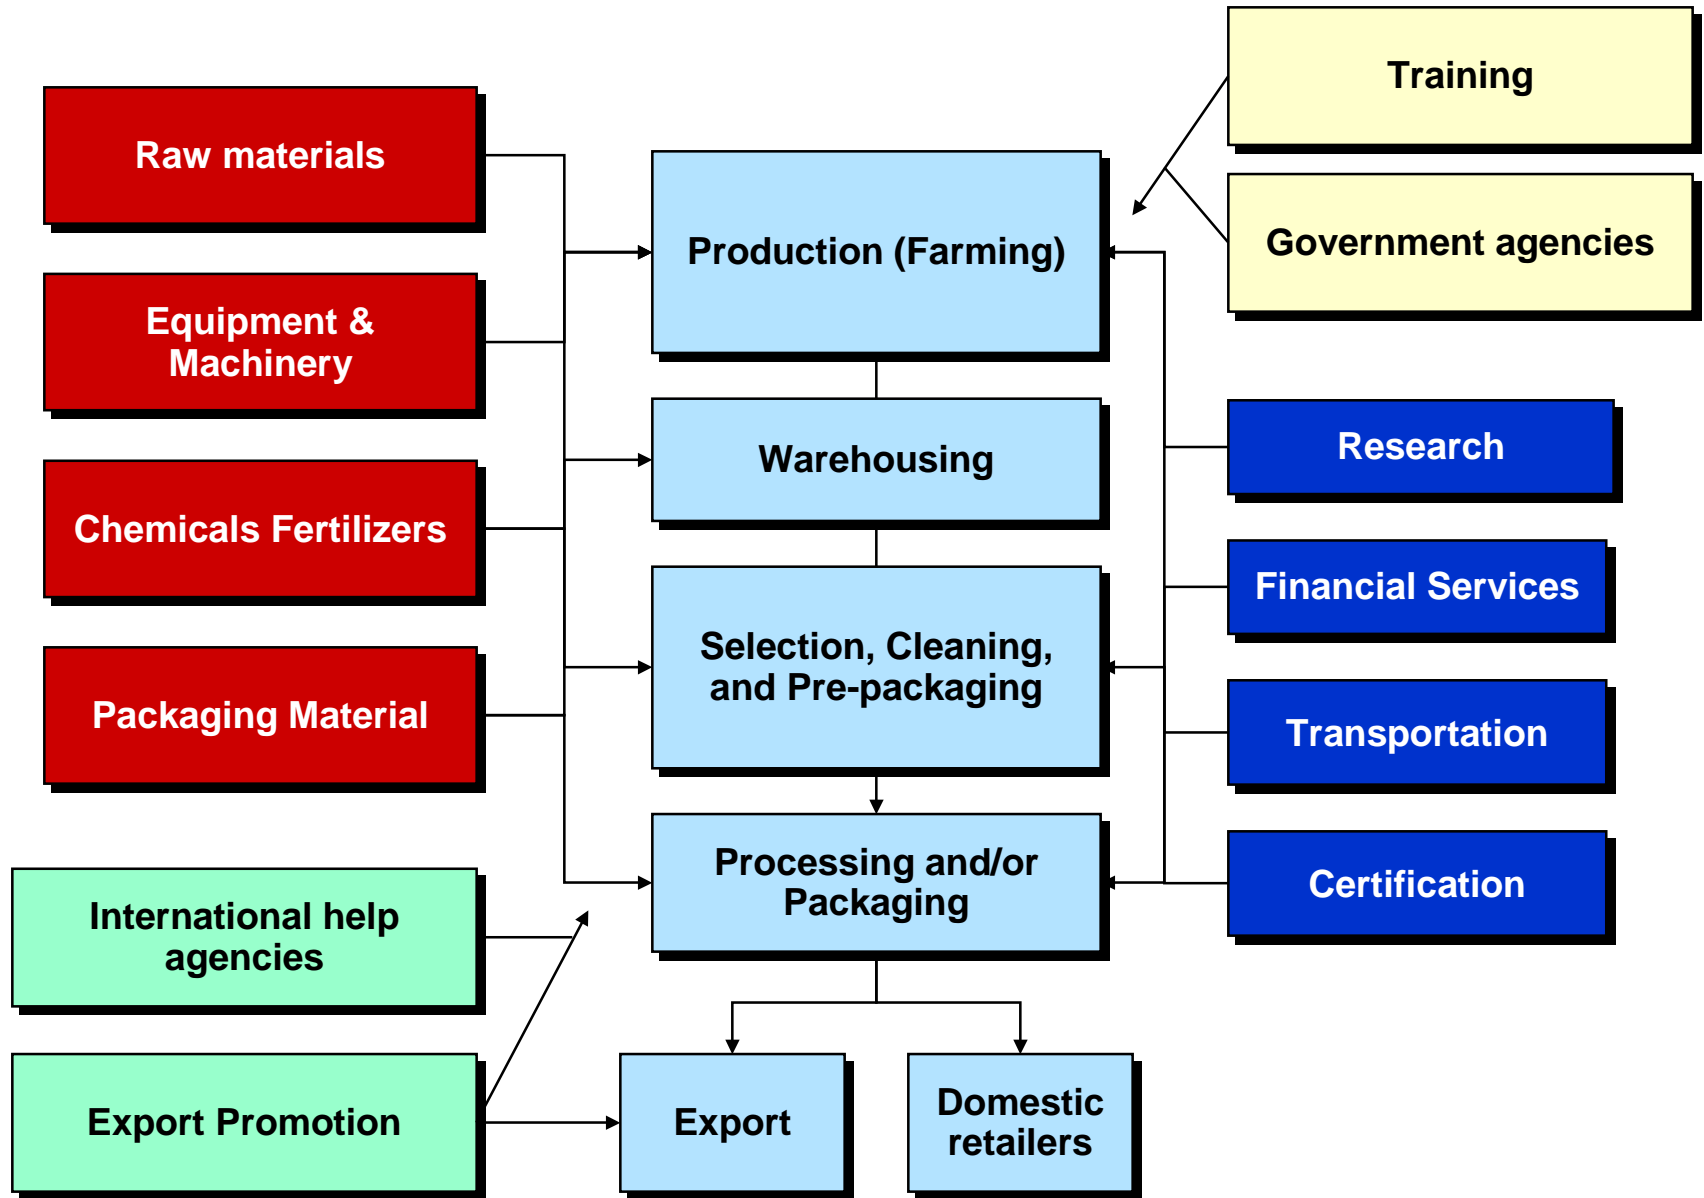 Training
Raw materials
Production (Farming)
Government agencies
Equipment &
Machinery
Warehousing
Research
Chemicals Fertilizers
Financial Services
Selection, Cleaning,
and Pre-packaging
Packaging Material
Transportation
Processing and/or
Packaging
Certification
International help
agencies
Export Promotion
Export
Domestic
retailers